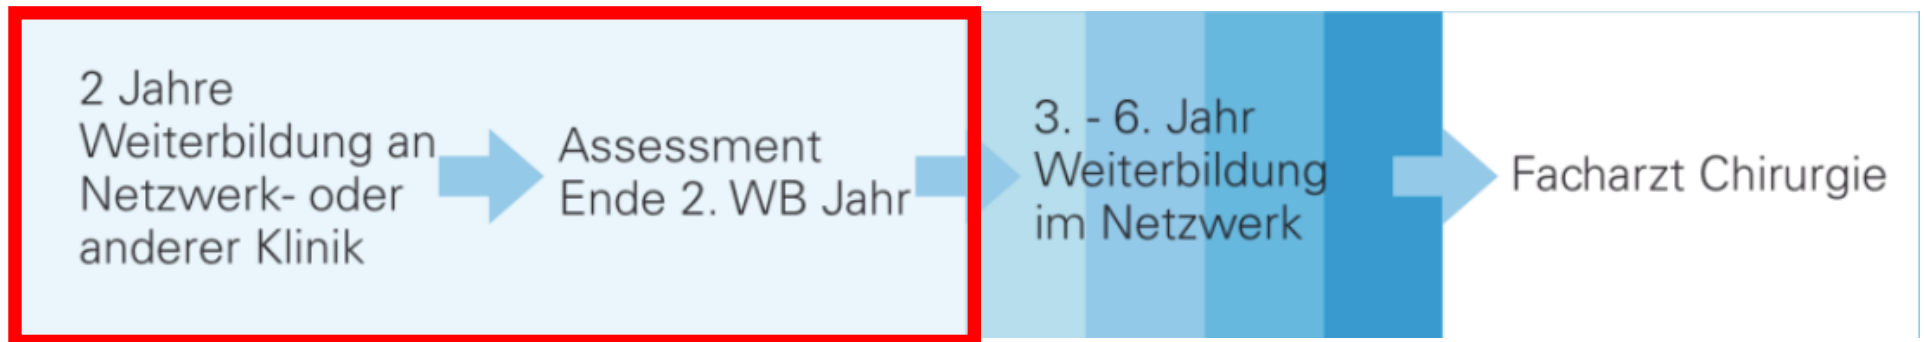 2 Jahre
Weiterbildung an
Netzwerk- oder
anderer Klinik
Assessment
Ende 2. WB Jahr
3. - 6. Jahr
Weiterbildung
im Netzwerk
Facharzt Chirurgie